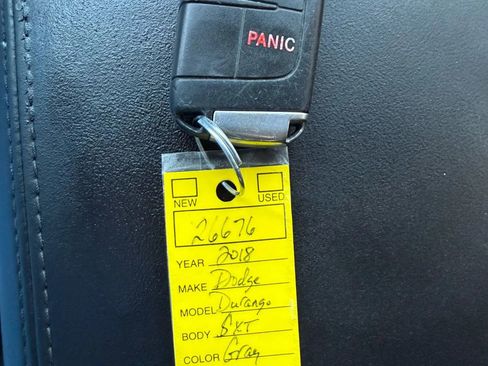 PANIC
NEW USED
26676
YEAR 2018
MAKE Dodge
MODEL Durango
BODY SXT
COLOR Gray